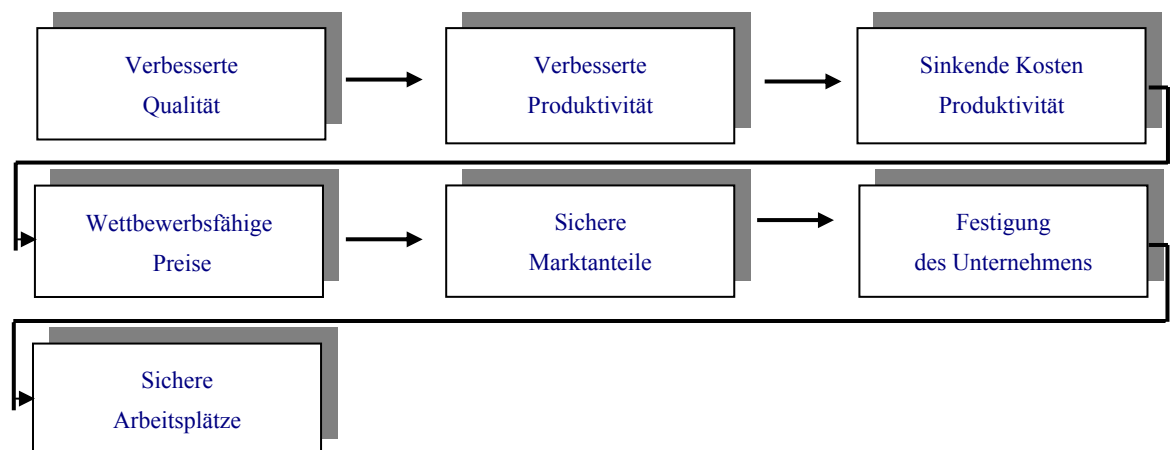 Verbesserte
Qualität
Verbesserte
Produktivität
Sinkende Kosten
Produktivität
Wettbewerbsfähige
Preise
Sichere
Marktanteile
Festigung
des Unternehmens
Sichere
Arbeitsplätze